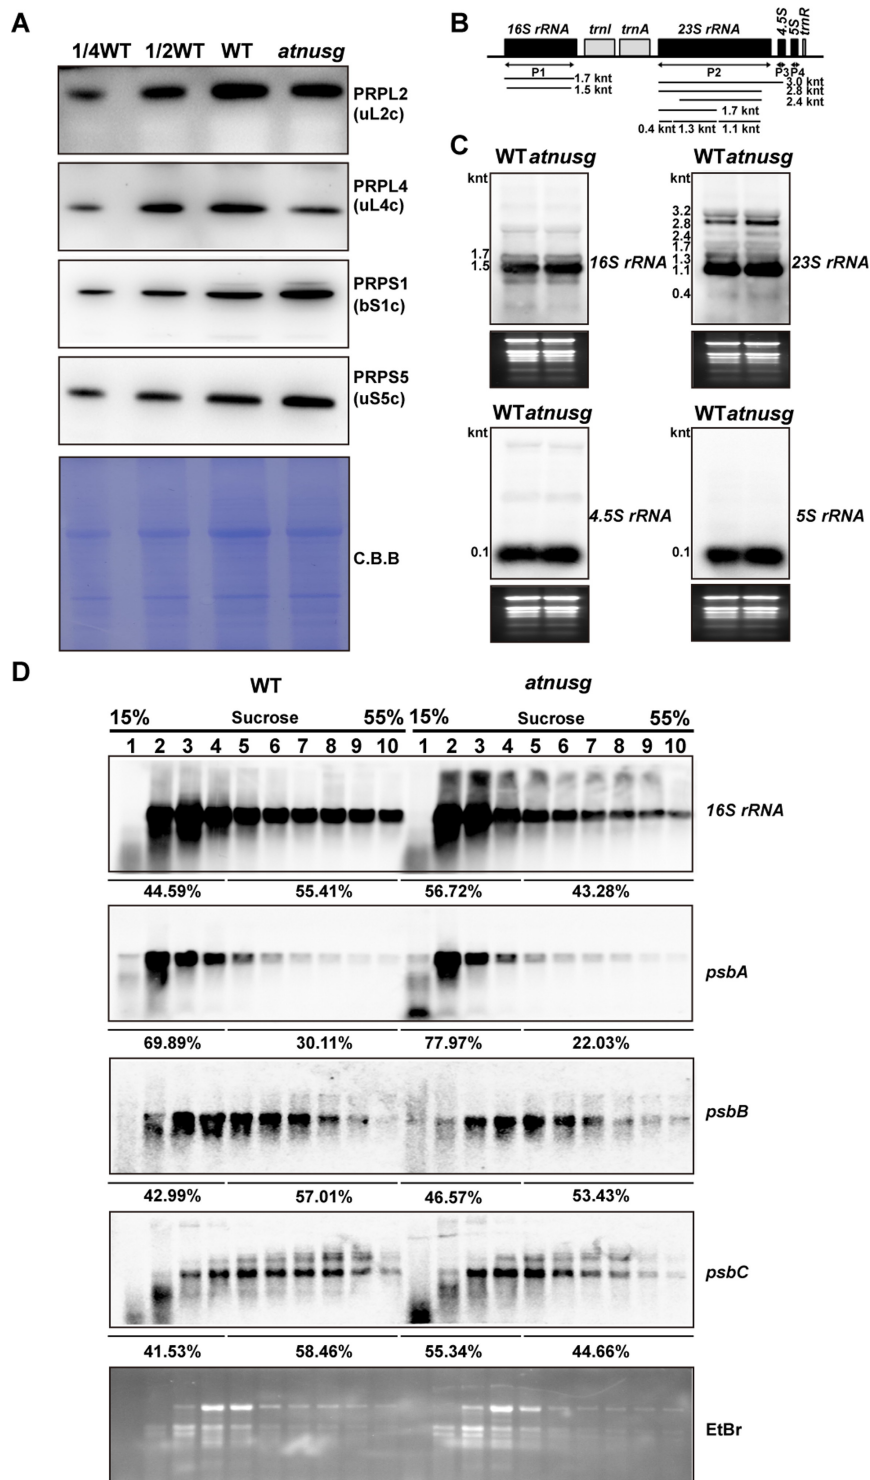 A
1/4WT 1/2WT WT atnusg
PRPL2
(uL2c)
PRPL4
(uL4c)
PRPS1
(bS1c)
PRPS5
(uS5c)
C.B.B
B
16S rRNA trnI trnA 23S rRNA 4.5S 5S trnR
P1 P2 P3 P4
1.7 knt
1.5 knt
3.0 knt
2.8 knt
2.4 knt
1.7 knt
0.4 knt 1.3 knt 1.1 knt
C
WT atnusg
knt
1.7
1.5
16S rRNA
WT atnusg
knt
3.2
2.8
2.4
1.7
1.3
1.1
0.4
23S rRNA
WT atnusg
knt
0.1
4.5S rRNA
WT atnusg
knt
0.1
5S rRNA
D
WT atnusg
15% Sucrose 55% 15% Sucrose 55%
1 2 3 4 5 6 7 8 9 10 1 2 3 4 5 6 7 8 9 10
16S rRNA
44.59% 55.41% 56.72% 43.28%
psbA
69.89% 30.11% 77.97% 22.03%
psbB
42.99% 57.01% 46.57% 53.43%
psbC
41.53% 58.46% 55.34% 44.66%
EtBr